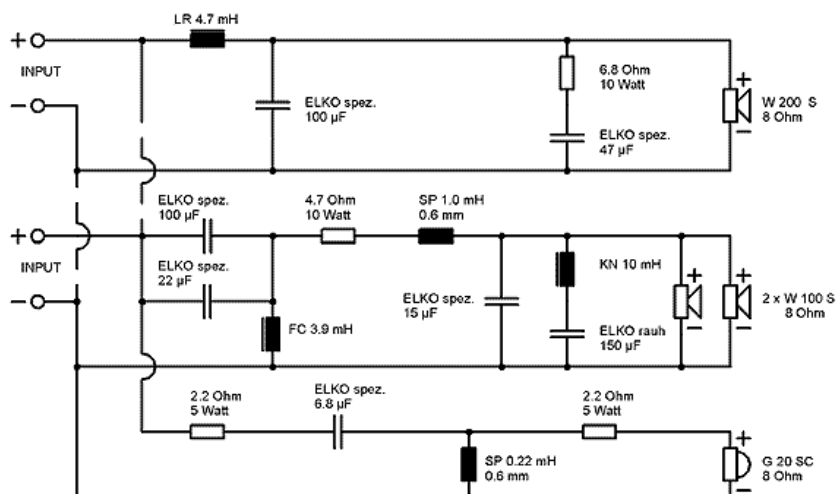 LR 4.7 mH
+
INPUT
−
ELKO spez.
100 µF
6.8 Ohm
10 Watt
ELKO spez.
47 µF
+
−
W 200 S
8 Ohm
ELKO spez.
100 µF
4.7 Ohm
10 Watt
SP 1.0 mH
0.6 mm
+
INPUT
−
ELKO spez.
22 µF
FC 3.9 mH
ELKO spez.
15 µF
KN 10 mH
ELKO rauh
150 µF
+
−
+
−
2 x W 100 S
8 Ohm
2.2 Ohm
5 Watt
ELKO spez.
6.8 µF
SP 0.22 mH
0.6 mm
2.2 Ohm
5 Watt
+
−
G 20 SC
8 Ohm